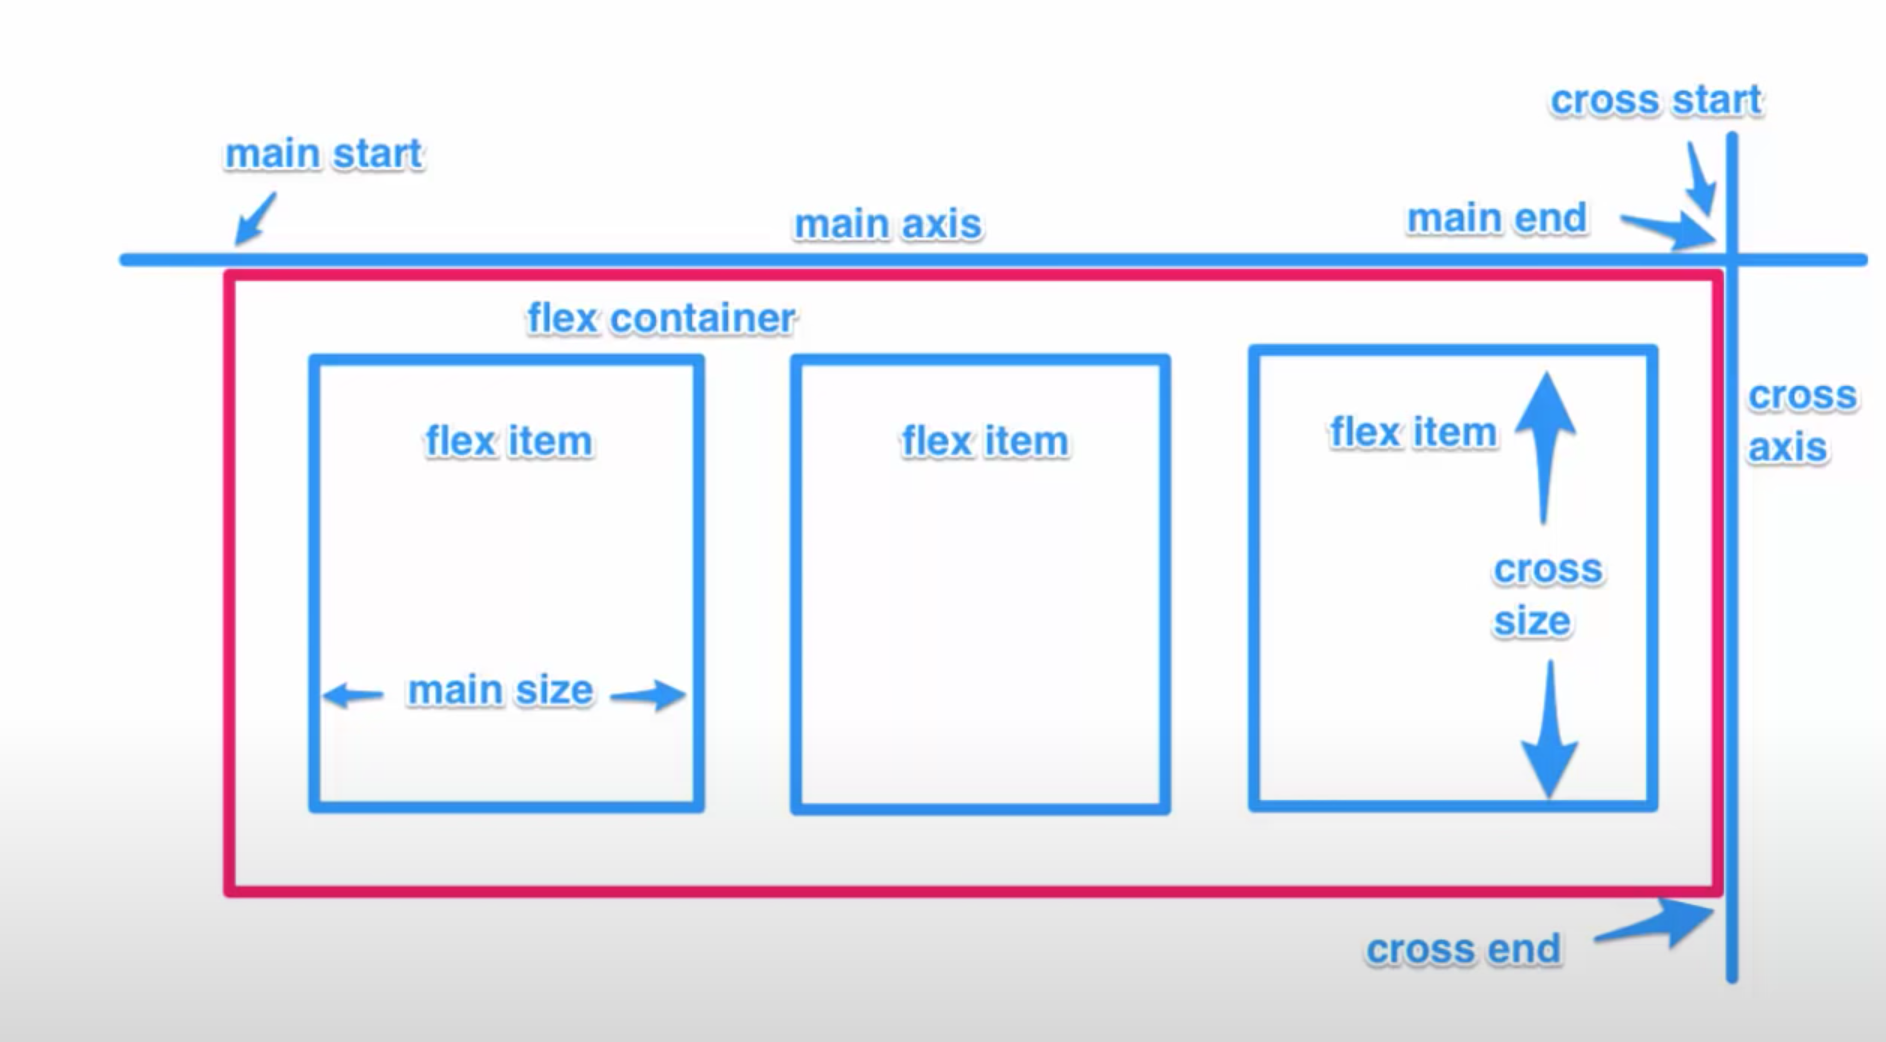 cross start
main start
main axis
main end
flex container
cross
axis
flex item
flex item
flex item
cross
size
main size
cross end